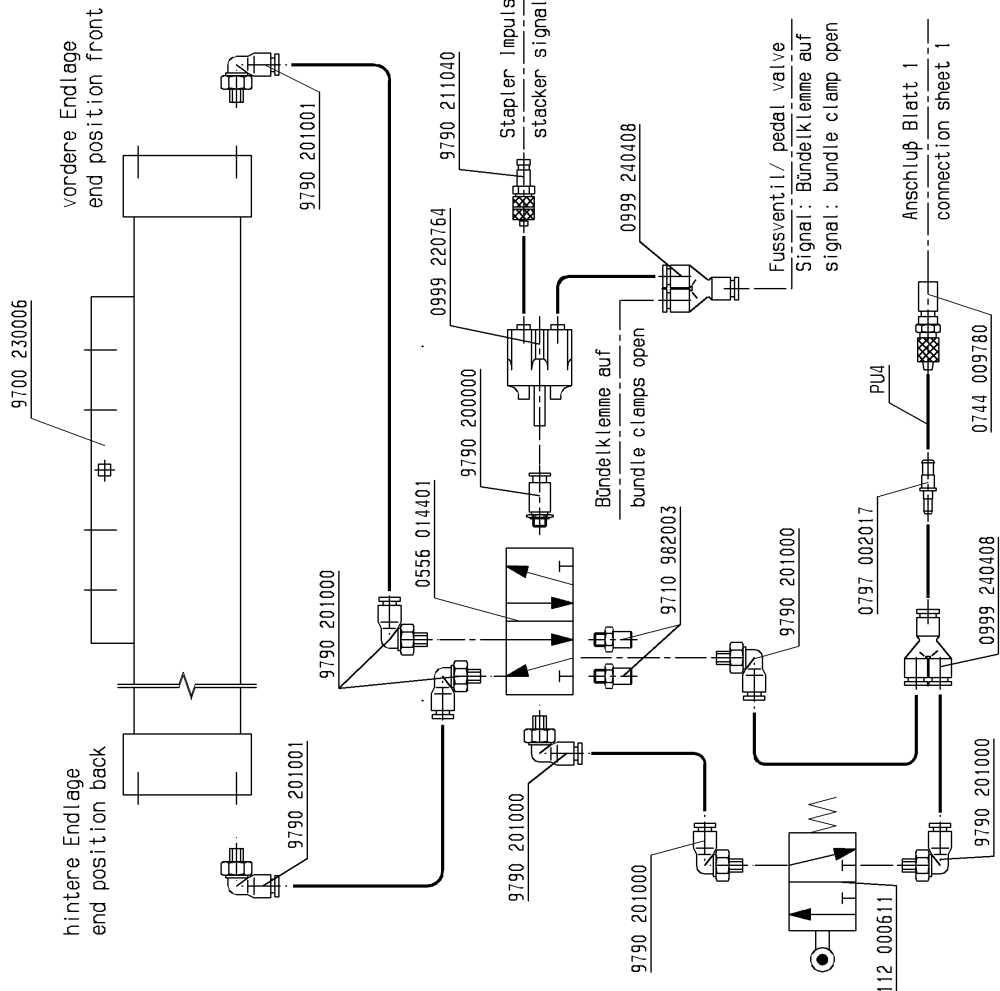 vordere Endlage
end position front
9790 201001
9700 230006
Stapler Impuls
stacker signal
9790 211040
0999 220764
0999 240408
Fussventil/ pedal valve
Signal: Bündelklemme auf
signal: bundle clamp open
Anschluß Blatt 1
connection sheet 1
9790 200000
Bündelklemme auf
bundle clamps open
PU4
0744 009780
0556 014401
9790 201000
9710 982003
9790 201000
0797 002017
0999 240408
hintere Endlage
end position back
9790 201001
9790 201000
9790 201000
9790 201000
112 000611